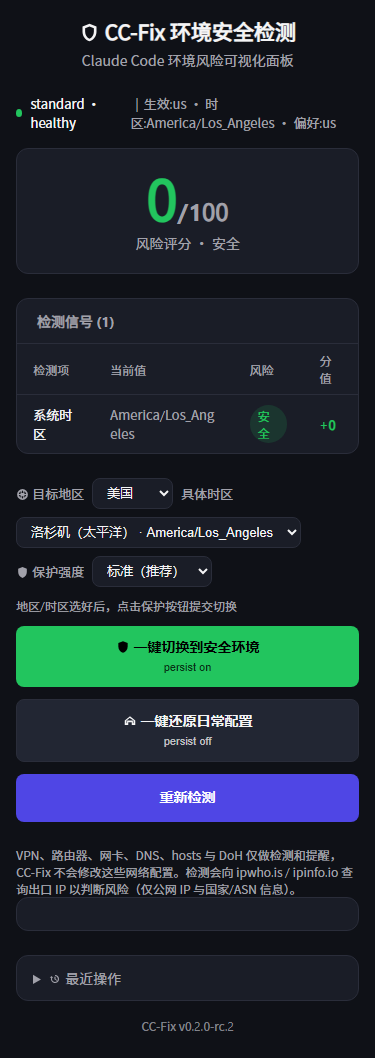 CC-Fix 环境安全检测
Claude Code 环境风险可视化面板
standard •
healthy
| 生效:us • 时
区:America/Los_Angeles • 偏好:us
0/100
风险评分 • 安全
检测信号 (1)
检测项 当前值 风险 分
值
系统时
区
America/Los_Ang
eles
安
全
+0
目标地区 美国 具体时区
洛杉矶（太平洋） · America/Los_Angeles
保护强度 标准（推荐）
地区/时区选好后，点击保护按钮提交切换
一键切换到安全环境
persist on
一键还原日常配置
persist off
重新检测
VPN、路由器、网卡、DNS、hosts 与 DoH 仅做检测和提醒，
CC-Fix 不会修改这些网络配置。检测会向 ipwho.is / ipinfo.io 查
询出口 IP 以判断风险（仅公网 IP 与国家/ASN 信息）。
最近操作
CC-Fix v0.2.0-rc.2